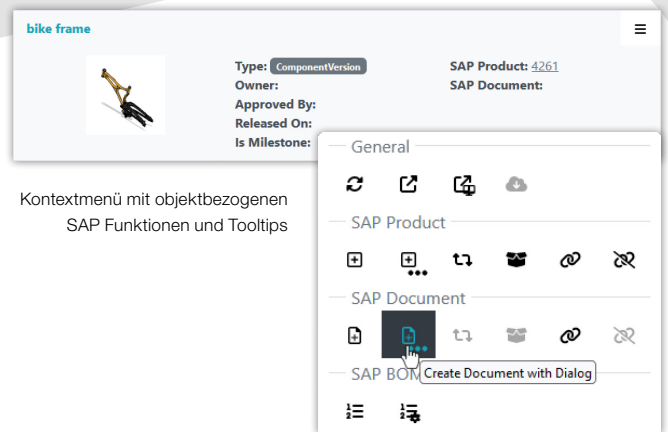 bike frame
Type: ComponentVersion
SAP Product: 4261
Owner:
SAP Document:
Approved By:
Released On:
Is Milestone:
Kontextmenü mit objektbezogenen
SAP Funktionen und Tooltips
General
SAP Product
SAP Document
SAP BOM
Create Document with Dialog